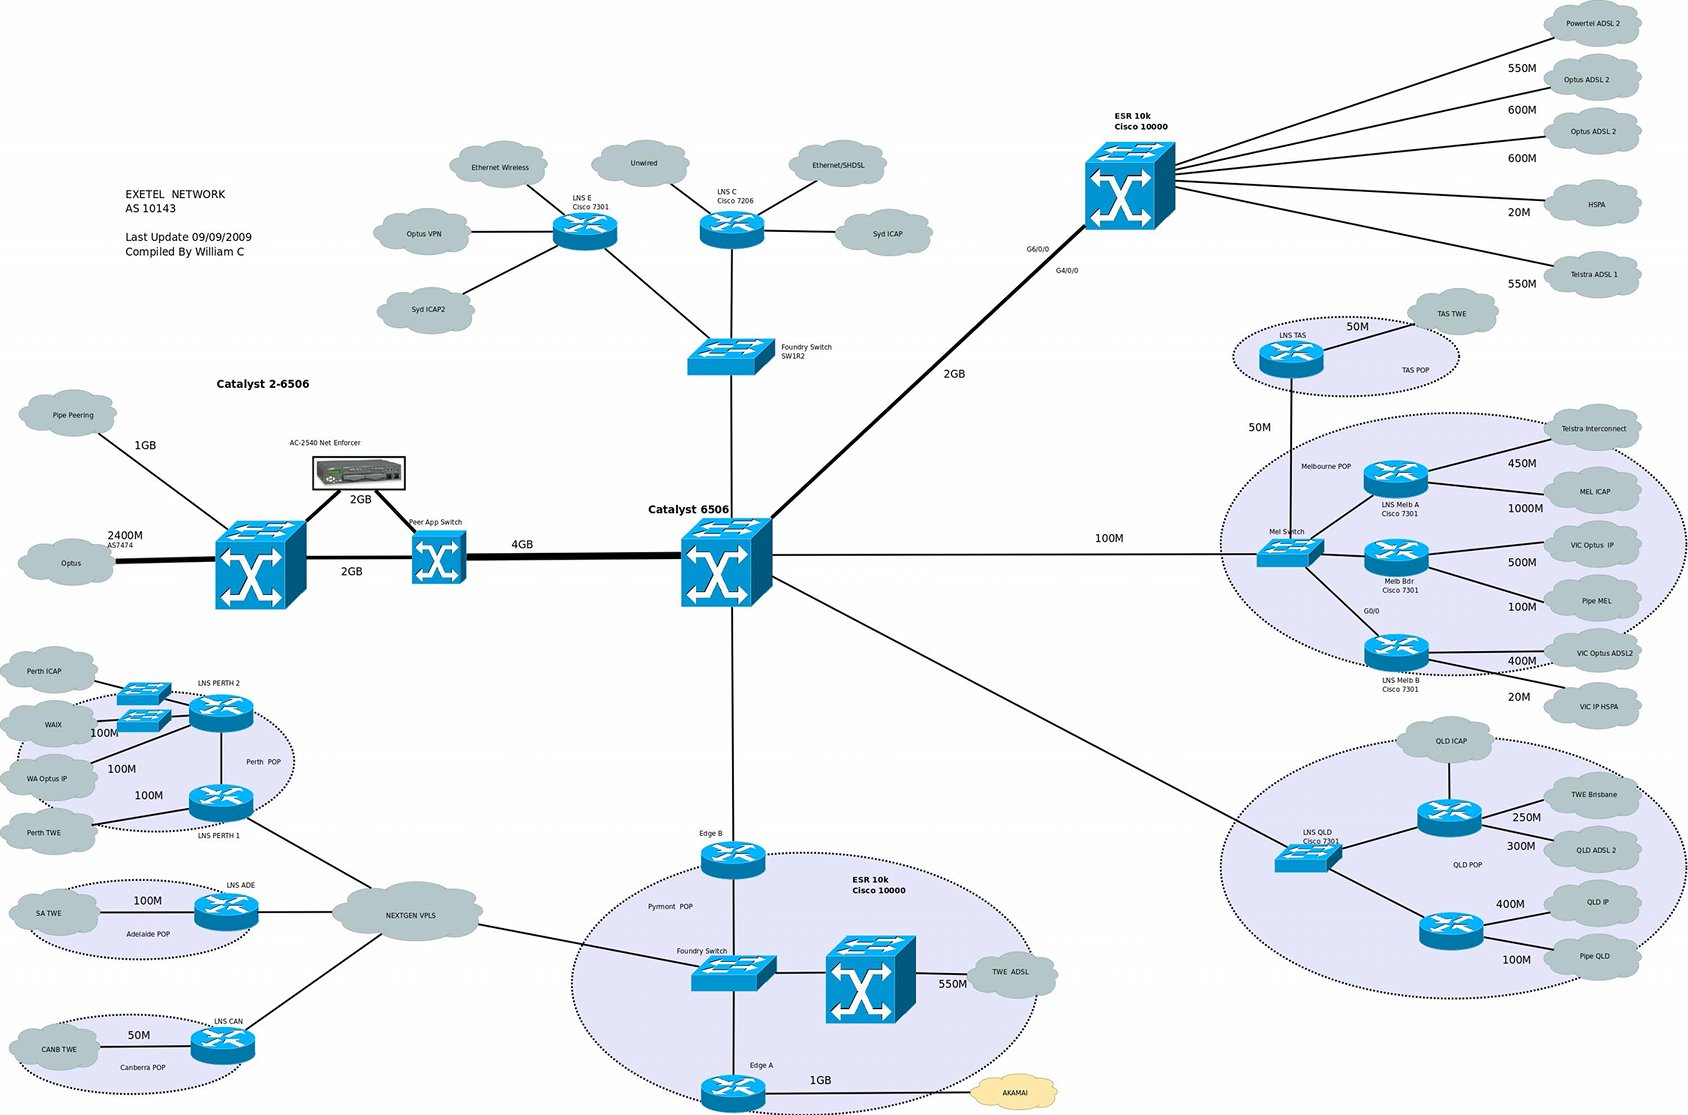 EXETEL  NETWORK
AS 10143
Last Update 09/09/2009
Compiled By William C
Ethernet Wireless
Optus VPN
Syd ICAP2
LNS E
Cisco 7301
Unwired
Ethernet/SHDSL
LNS C
Cisco 7206
Syd ICAP
Foundry Switch
SW1R2
ESR 10k
Cisco 10000
Powertel ADSL 2
550M
Optus ADSL 2
600M
Optus ADSL 2
600M
HSPA
20M
Telstra ADSL 1
550M
G6/0/0
G4/0/0
2GB
Catalyst 2-6506
Pipe Peering
1GB
AC-2540 Net Enforcer
2GB
Peer App Switch
2400M
AS7474
Optus
2GB
4GB
Catalyst 6506
100M
LNS TAS
50M
TAS TWE
TAS POP
50M
Melbourne POP
Mel Switch
LNS Melb A
Cisco 7301
Telstra Interconnect
450M
MEL ICAP
1000M
Melb Bdr
Cisco 7301
VIC Optus  IP
500M
Pipe MEL
100M
G0/0
LNS Melb B
Cisco 7301
VIC Optus ADSL2
400M
VIC IP HSPA
20M
Perth ICAP
LNS PERTH 2
WAIX
100M
WA Optus IP
100M
Perth  POP
100M
Perth TWE
LNS PERTH 1
LNS ADE
SA TWE
100M
Adelaide POP
NEXTGEN VPLS
LNS CAN
CANB TWE
50M
Canberra POP
Edge B
Pyrmont  POP
ESR 10k
Cisco 10000
Foundry Switch
TWE  ADSL
550M
Edge A
1GB
AKAMAI
QLD ICAP
LNS QLD
Cisco 7301
TWE Brisbane
250M
300M
QLD ADSL 2
QLD POP
QLD IP
400M
Pipe QLD
100M